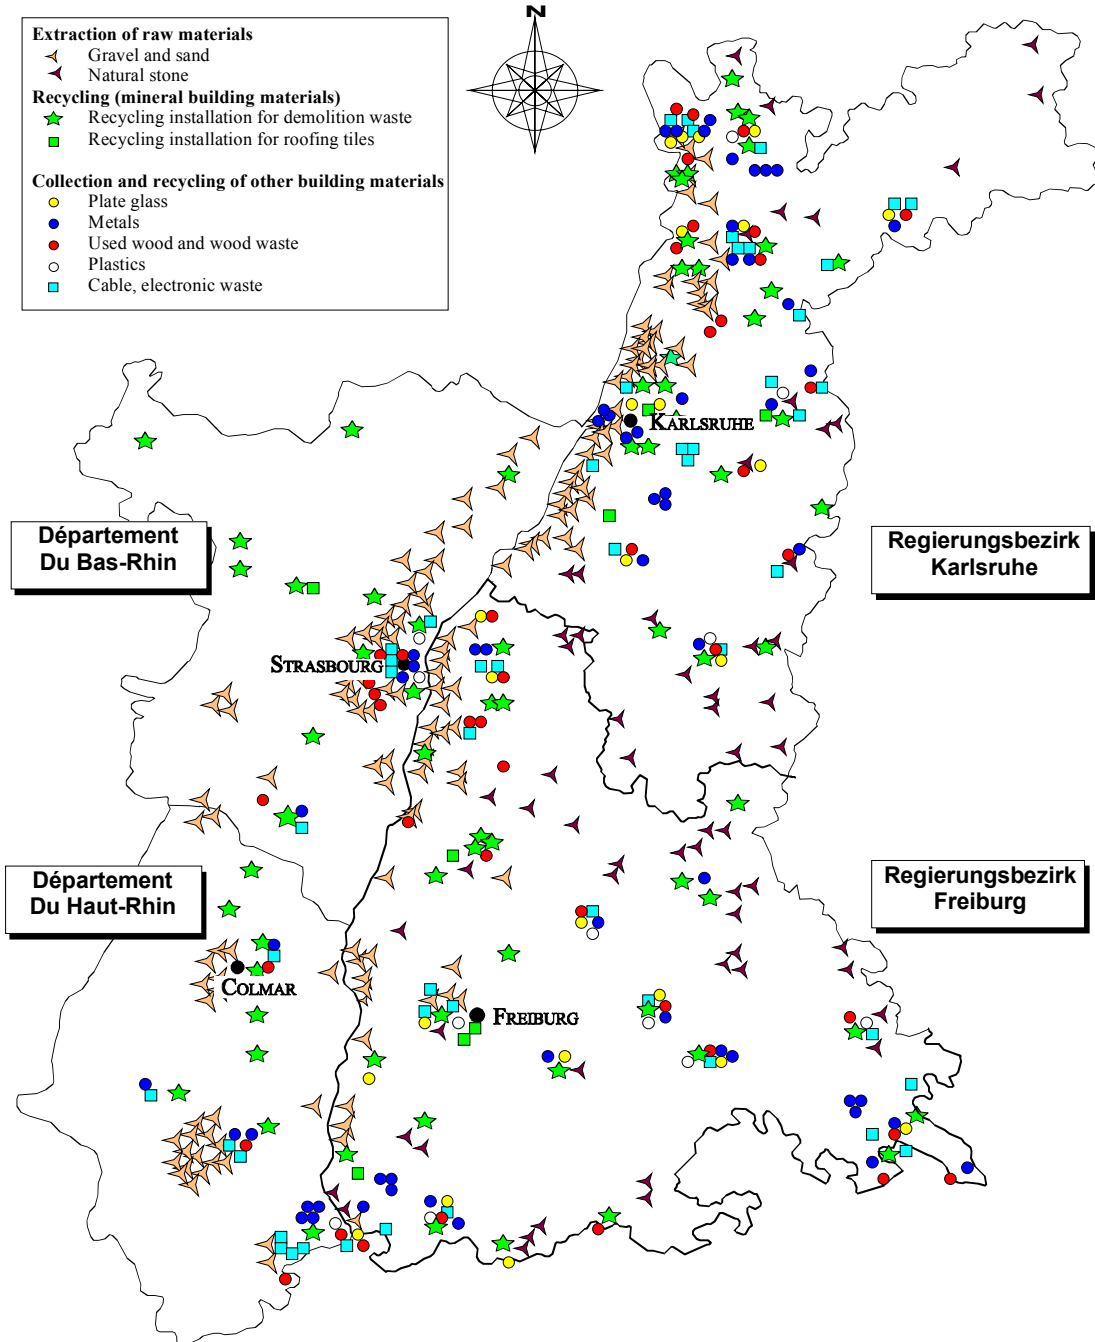 N
Extraction of raw materials
Gravel and sand
Natural stone
Recycling (mineral building materials)
Recycling installation for demolition waste
Recycling installation for roofing tiles
Collection and recycling of other building materials
Plate glass
Metals
Used wood and wood waste
Plastics
Cable, electronic waste
KARLSRUHE
Département
Du Bas-Rhin
Regierungsbezirk
Karlsruhe
STRASBOURG
Département
Du Haut-Rhin
Regierungsbezirk
Freiburg
COLMAR
FREIBURG